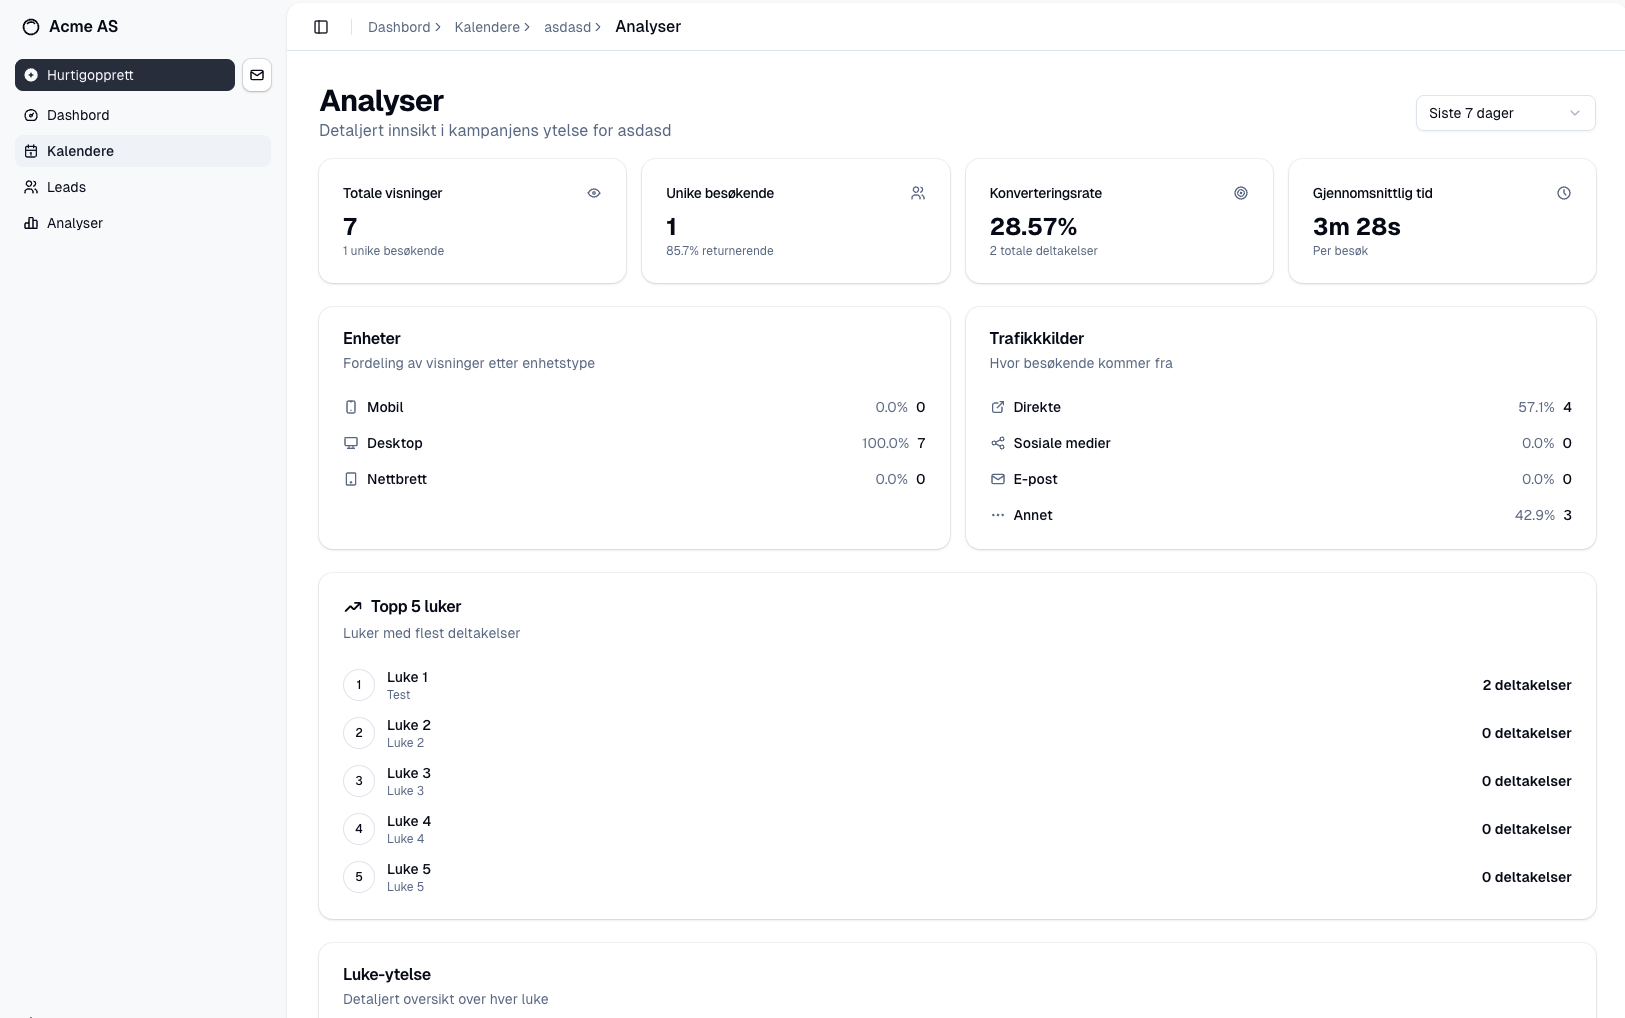 Acme AS
Hurtigopprett
Dashbord
Kalendere
Leads
Analyser
Dashbord > Kalendere > asdasd > Analyser
Analyser
Detaljert innsikt i kampanjens ytelse for asdasd
Siste 7 dager
Totale visninger
7
1 unike besøkende
Unike besøkende
1
85.7% returnerende
Konverteringsrate
28.57%
2 totale deltakelser
Gjennomsnittlig tid
3m 28s
Per besøk
Enheter
Fordeling av visninger etter enhetstype
Mobil 0.0% 0
Desktop 100.0% 7
Nettbrett 0.0% 0
Trafikkkilder
Hvor besøkende kommer fra
Direkte 57.1% 4
Sosiale medier 0.0% 0
E-post 0.0% 0
Annet 42.9% 3
Topp 5 luker
Luker med flest deltakelser
1 Luke 1 2 deltakelser
Test
2 Luke 2 0 deltakelser
Luke 2
3 Luke 3 0 deltakelser
Luke 3
4 Luke 4 0 deltakelser
Luke 4
5 Luke 5 0 deltakelser
Luke 5
Luke-ytelse
Detaljert oversikt over hver luke